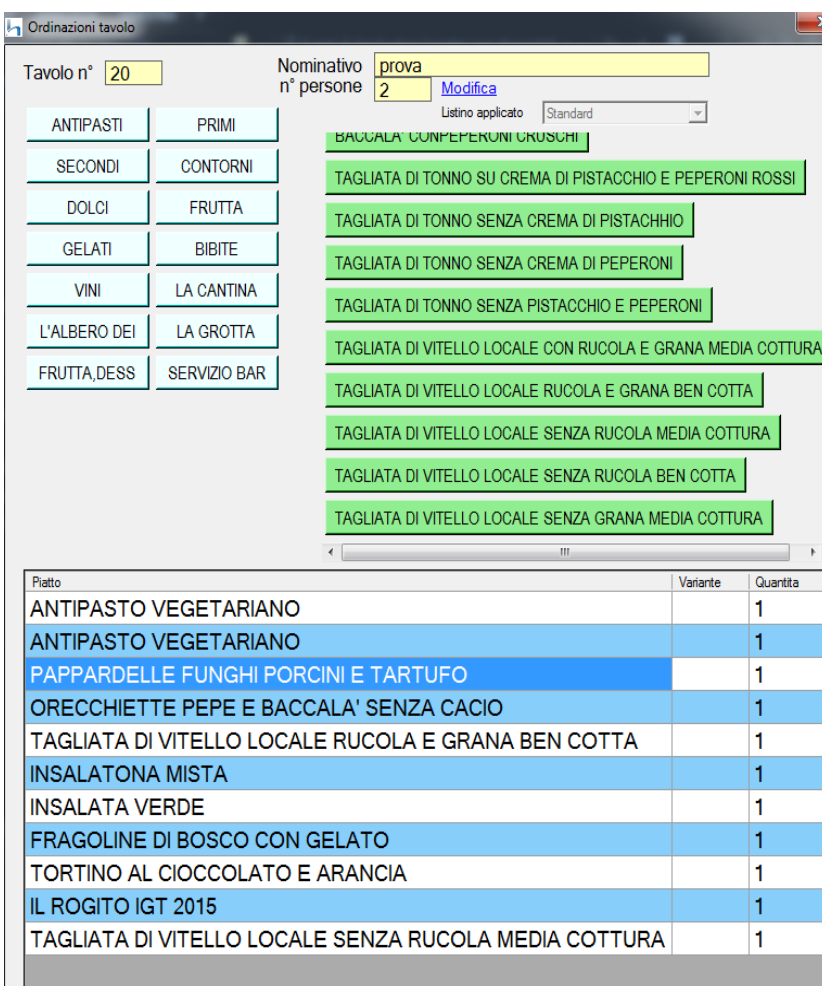 Ordinazioni tavolo
Tavolo n° 20
Nominativo prova
n° persone 2 Modifica
Listino applicato Standard
ANTIPASTI PRIMI
SECONDI CONTORNI
DOLCI FRUTTA
GELATI BIBITE
VINI LA CANTINA
L'ALBERO DEI LA GROTTA
FRUTTA,DESS SERVIZIO BAR
BACCALA' CONPEPERONI CRUSCHI
TAGLIATA DI TONNO SU CREMA DI PISTACCHIO E PEPERONI ROSSI
TAGLIATA DI TONNO SENZA CREMA DI PISTACHHIO
TAGLIATA DI TONNO SENZA CREMA DI PEPERONI
TAGLIATA DI TONNO SENZA PISTACCHIO E PEPERONI
TAGLIATA DI VITELLO LOCALE CON RUCOLA E GRANA MEDIA COTTURA
TAGLIATA DI VITELLO LOCALE RUCOLA E GRANA BEN COTTA
TAGLIATA DI VITELLO LOCALE SENZA RUCOLA MEDIA COTTURA
TAGLIATA DI VITELLO LOCALE SENZA RUCOLA BEN COTTA
TAGLIATA DI VITELLO LOCALE SENZA GRANA MEDIA COTTURA
Piatto Variante Quantita
ANTIPASTO VEGETARIANO 1
ANTIPASTO VEGETARIANO 1
PAPPARDELLE FUNGHI PORCINI E TARTUFO 1
ORECCHIETTE PEPE E BACCALA' SENZA CACIO 1
TAGLIATA DI VITELLO LOCALE RUCOLA E GRANA BEN COTTA 1
INSALATONA MISTA 1
INSALATA VERDE 1
FRAGOLINE DI BOSCO CON GELATO 1
TORTINO AL CIOCCOLATO E ARANCIA 1
IL ROGITO IGT 2015 1
TAGLIATA DI VITELLO LOCALE SENZA RUCOLA MEDIA COTTURA 1